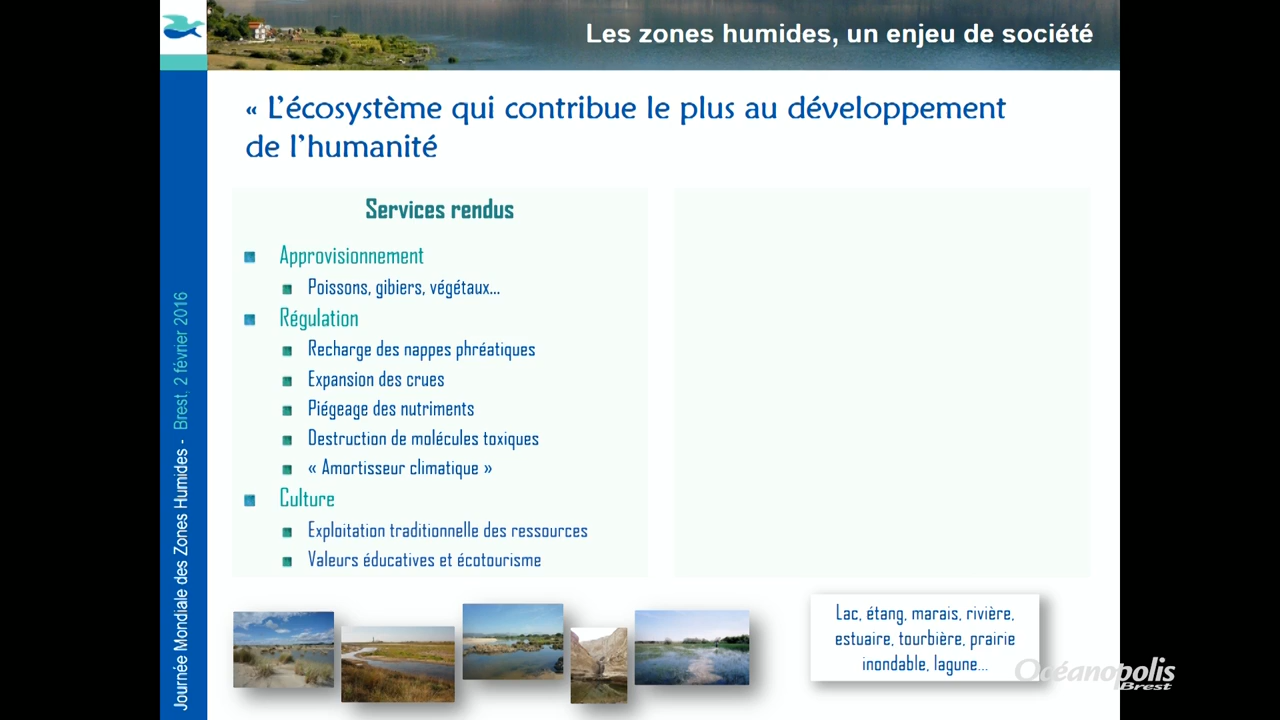 Les zones humides, un enjeu de société
« L'écosystème qui contribue le plus au développement
de l'humanité
Services rendus
Approvisionnement
Poissons, gibiers, végétaux...
Régulation
Recharge des nappes phréatiques
Expansion des crues
Piégeage des nutriments
Destruction de molécules toxiques
« Amortisseur climatique »
Culture
Exploitation traditionnelle des ressources
Valeurs éducatives et écotourisme
Lac, étang, marais, rivière,
estuaire, tourbière, prairie
inondable, lagune...
Journée Mondiale des Zones Humides - Brest, 2 février 2016
Océanopolis
Brest